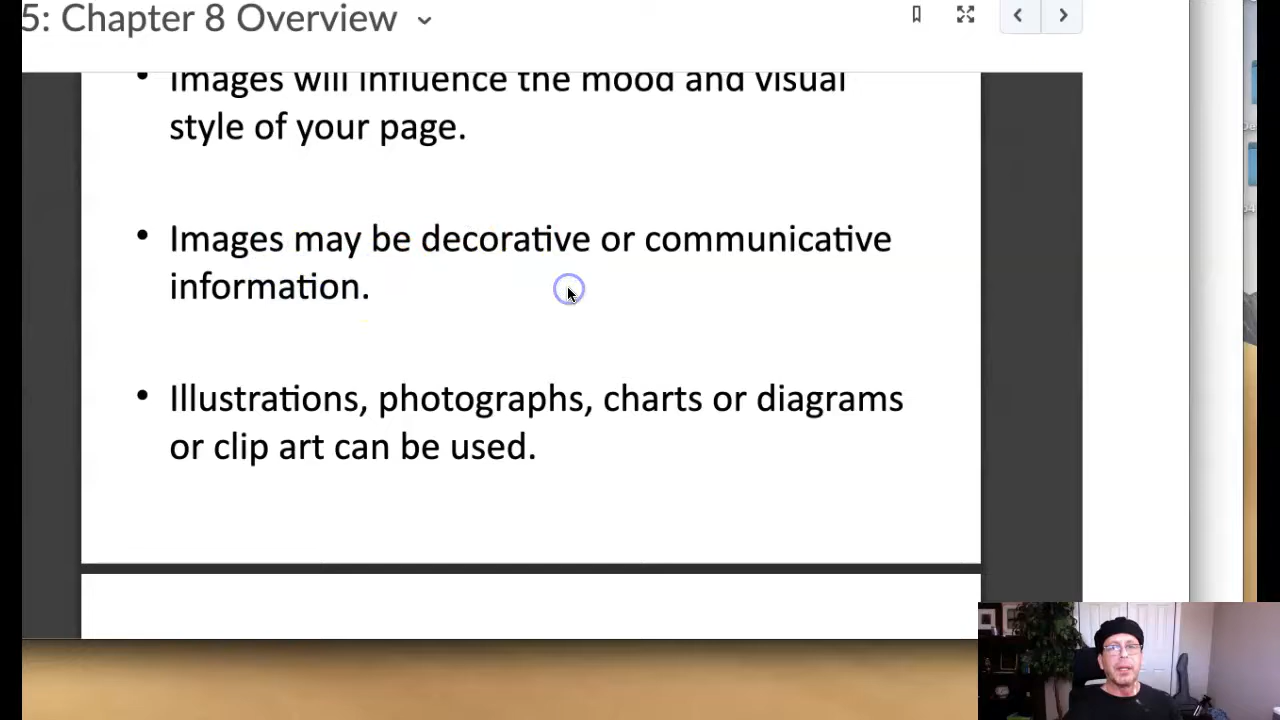 5: Chapter 8 Overview
• Images will influence the mood and visual
style of your page.
• Images may be decorative or communicative
information.
• Illustrations, photographs, charts or diagrams
or clip art can be used.